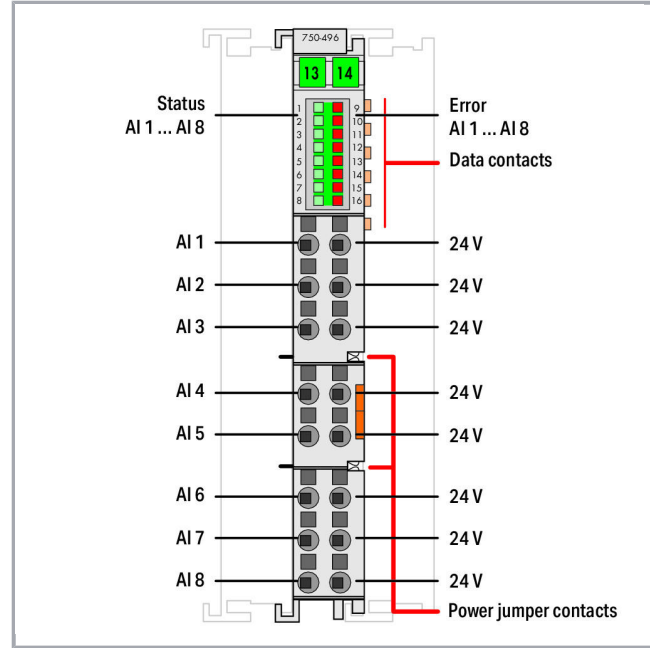 750-496
13 14
Status
AI 1 ... AI 8
Error
AI 1 ... AI 8
Data contacts
1 9
2 10
3 11
4 12
5 13
6 14
7 15
8 16
AI 1 24 V
AI 2 24 V
AI 3 24 V
AI 4 24 V
AI 5 24 V
AI 6 24 V
AI 7 24 V
AI 8 24 V
Power jumper contacts